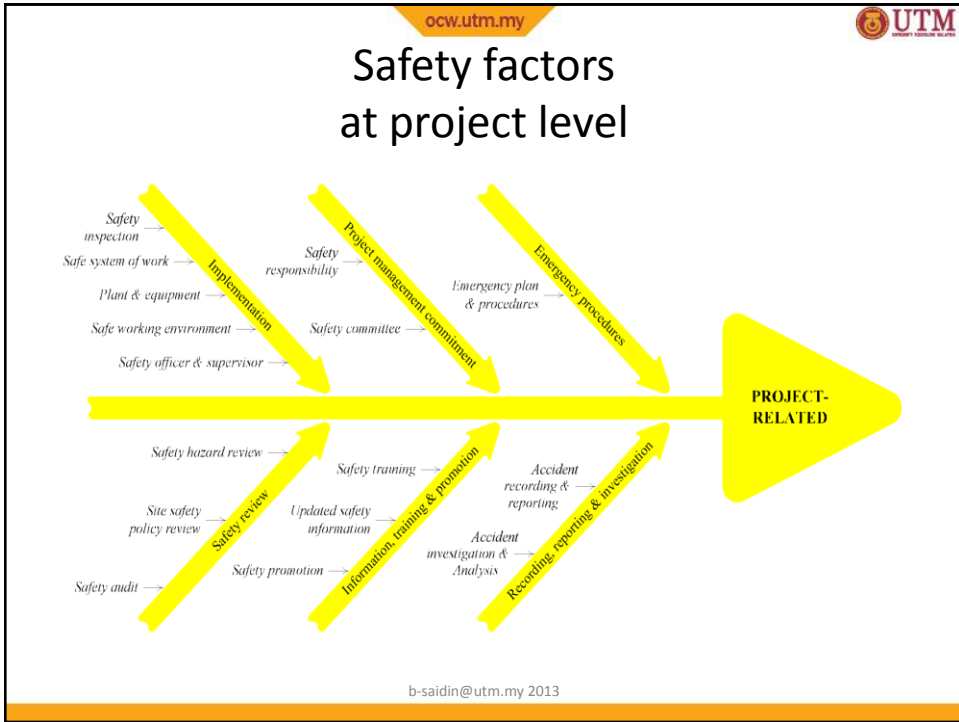 ocw.utm.my
UTM
UNIVERSITI TEKNOLOGI MALAYSIA
Safety factors
at project level
Safety
inspection
Safe system of work
Plant & equipment
Safe working environment
Safety officer & supervisor
Implementation
Safety
responsibility
Safety committee
Project management commitment
Emergency plan
& procedures
Emergency procedures
PROJECT-
RELATED
Safety hazard review
Site safety
policy review
Safety audit
Safety review
Safety training
Updated safety
information
Safety promotion
Information, training & promotion
Accident
recording &
reporting
Accident
investigation &
Analysis
Recording, reporting & investigation
b-saidin@utm.my 2013